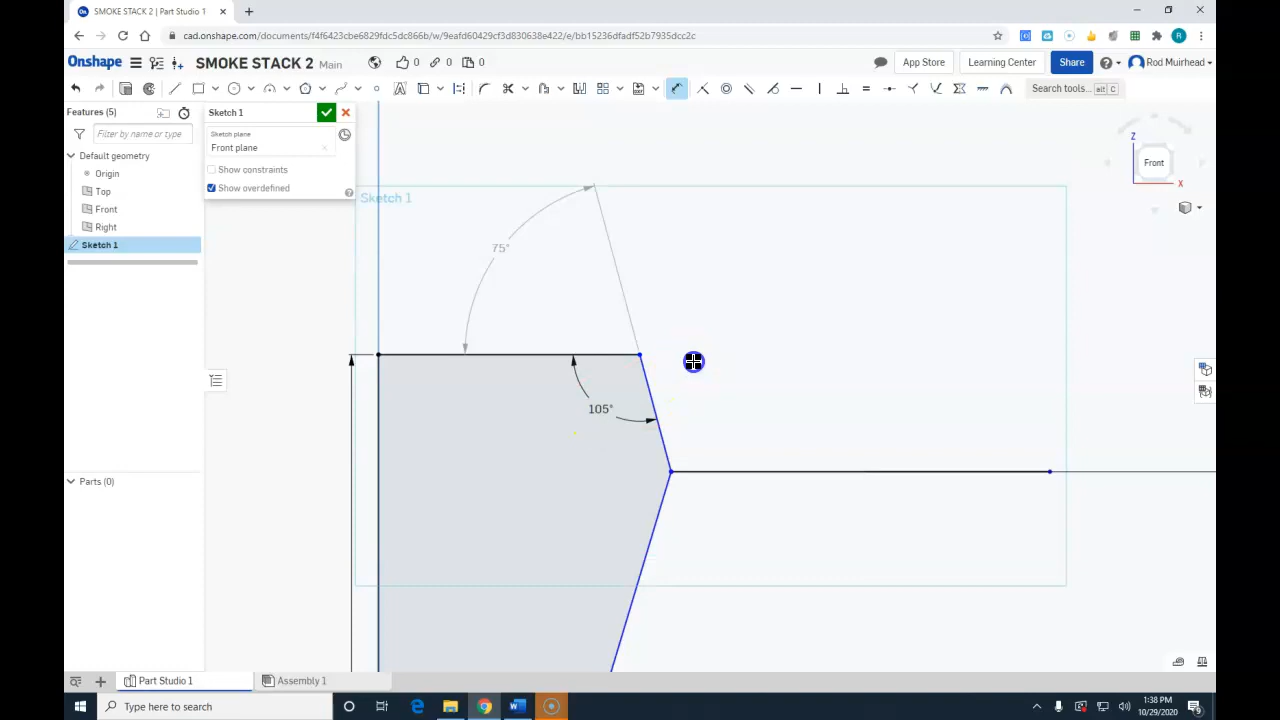 SMOKE STACK 2 | Part Studio 1
cad.onshape.com/documents/f4f6423cbe6829fdc5dc866b/w/9eafd60429cf3d830638e422/e/bb15236dfadf52b7935dcc2c
R
Onshape
SMOKE STACK 2 Main
0
0
0
App Store
Learning Center
Share
Rod Muirhead
Search tools... alt C
Features (5)
Filter by name or type
Default geometry
Origin
Top
Front
Right
Sketch 1
Parts (0)
Sketch 1
Sketch plane
Front plane
Show constraints
Show overdefined
Sketch 1
75°
105°
Z
Front
X
Part Studio 1
Assembly 1
Type here to search
1:38 PM
10/29/2020